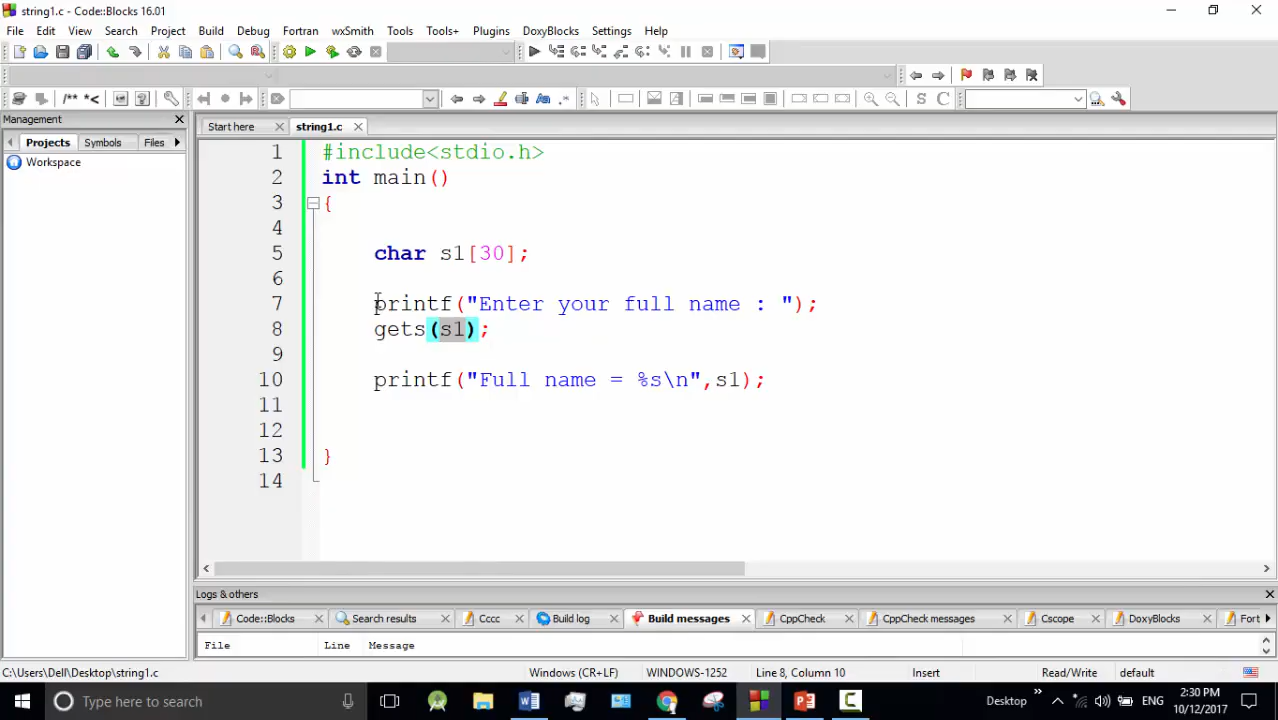 string1.c - Code::Blocks 16.01
File Edit View Search Project Build Debug Fortran wxSmith Tools Tools+ Plugins DoxyBlocks Settings Help
/** *<
S C
Management
Projects Symbols Files
Workspace
Start here string1.c
1 #include<stdio.h>
2 int main()
3 {
4
5 char s1[30];
6
7 printf("Enter your full name : ");
8 gets(s1);
9
10 printf("Full name = %s\n",s1);
11
12
13 }
14
Logs & others
Code::Blocks Search results Cccc Build log Build messages CppCheck CppCheck messages Cscope DoxyBlocks Fort
File Line Message
C:\Users\Dell\Desktop\string1.c Windows (CR+LF) WINDOWS-1252 Line 8, Column 10 Insert Read/Write default
Type here to search
Desktop
ENG
2:30 PM
10/12/2017